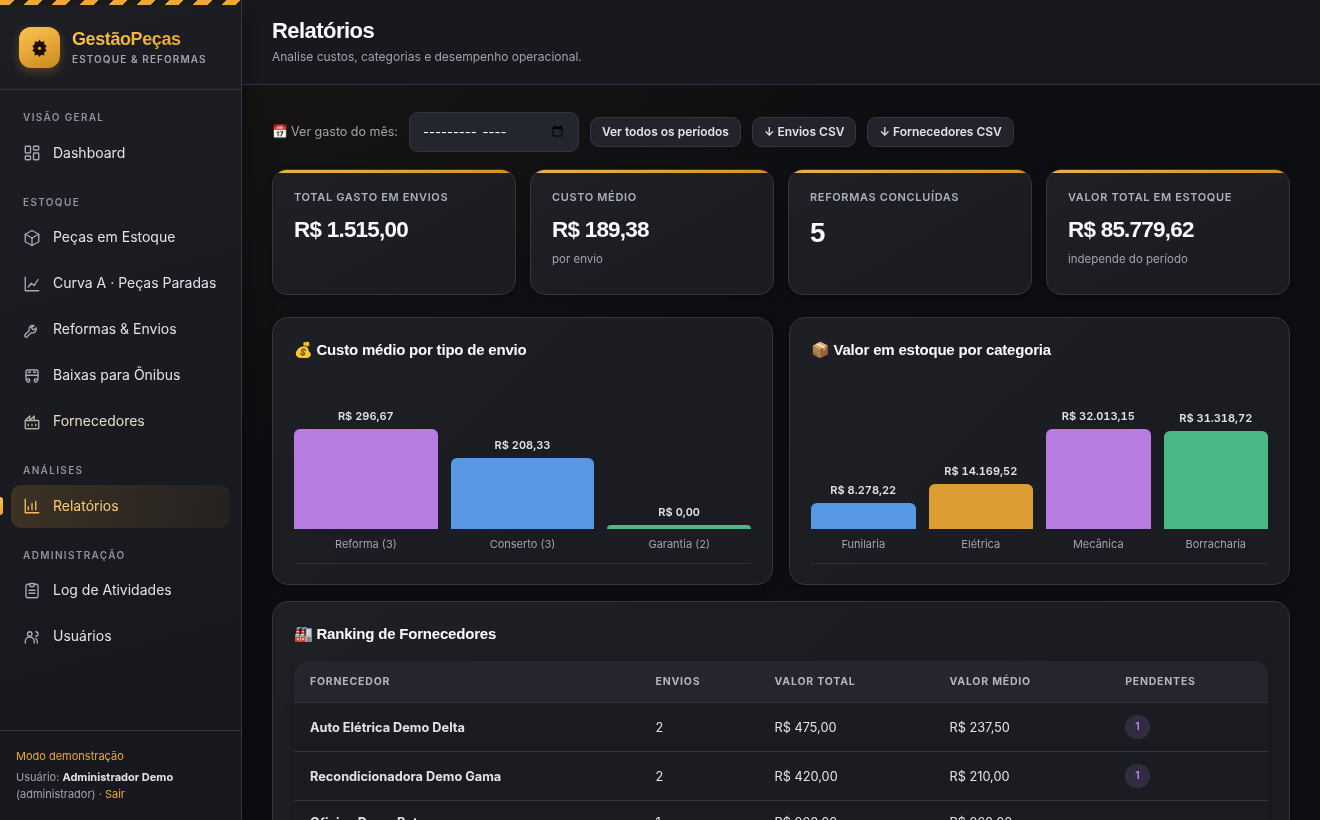 GestãoPeças
ESTOQUE & REFORMAS
VISÃO GERAL
Dashboard
ESTOQUE
Peças em Estoque
Curva A · Peças Paradas
Reformas & Envios
Baixas para Ônibus
Fornecedores
ANÁLISES
Relatórios
ADMINISTRAÇÃO
Log de Atividades
Usuários
Modo demonstração
Usuário: Administrador Demo
(administrador) · Sair
Relatórios
Analise custos, categorias e desempenho operacional.
📅 Ver gasto do mês: --------- ---- Ver todos os períodos ↓ Envios CSV ↓ Fornecedores CSV
TOTAL GASTO EM ENVIOS
R$ 1.515,00
CUSTO MÉDIO
R$ 189,38
por envio
REFORMAS CONCLUÍDAS
5
VALOR TOTAL EM ESTOQUE
R$ 85.779,62
independe do período
💰 Custo médio por tipo de envio
R$ 296,67
R$ 208,33
R$ 0,00
Reforma (3) Conserto (3) Garantia (2)
📦 Valor em estoque por categoria
R$ 8.278,22
R$ 14.169,52
R$ 32.013,15
R$ 31.318,72
Funilaria Elétrica Mecânica Borracharia
🏭 Ranking de Fornecedores
FORNECEDOR ENVIOS VALOR TOTAL VALOR MÉDIO PENDENTES
Auto Elétrica Demo Delta 2 R$ 475,00 R$ 237,50 1
Recondicionadora Demo Gama 2 R$ 420,00 R$ 210,00 1